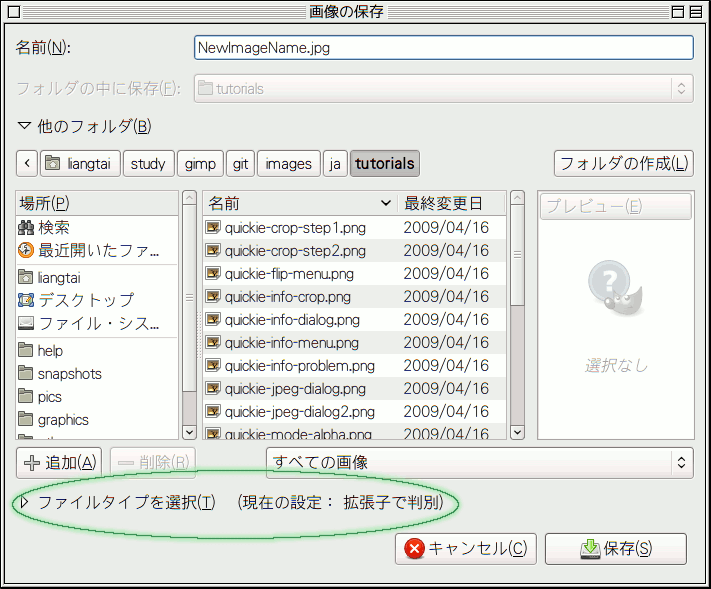 画像の保存
名前(N):
NewImageName.jpg
フォルダの中に保存(F):
tutorials
他のフォルダ(B)
liangtai study gimp git images ja tutorials
フォルダの作成(L)
場所(P)
検索
最近開いたファ...
liangtai
デスクトップ
ファイル・シス...
help
snapshots
pics
graphics
名前 最終変更日
quickie-crop-step1.png 2009/04/16
quickie-crop-step2.png 2009/04/16
quickie-flip-menu.png 2009/04/16
quickie-info-crop.png 2009/04/16
quickie-info-dialog.png 2009/04/16
quickie-info-menu.png 2009/04/16
quickie-info-problem.png 2009/04/16
quickie-jpeg-dialog.png 2009/04/16
quickie-jpeg-dialog2.png 2009/04/16
quickie-mode-alpha.png 2009/04/16
プレビュー(E)
選択なし
追加(A)
削除(R)
すべての画像
ファイルタイプを選択(T) (現在の設定： 拡張子で判別)
キャンセル(C)
保存(S)